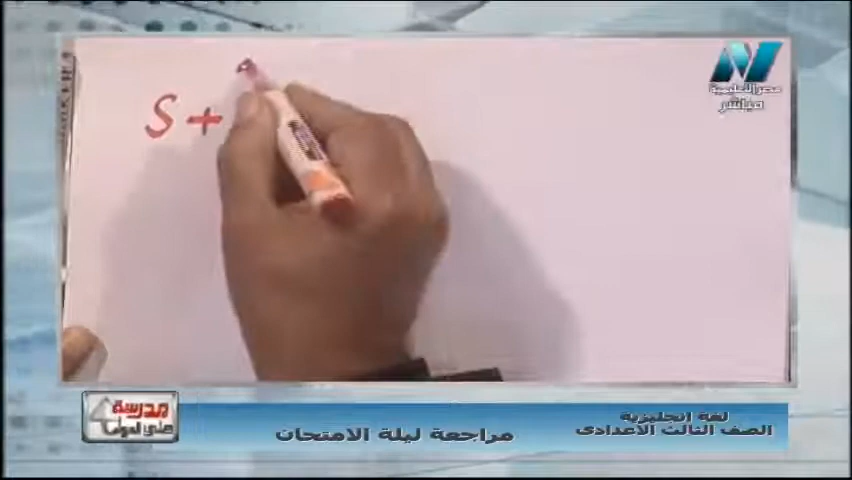 S +
مصر التعليمية
مباشر
لغة انجليزية
الصف الثالث الاعدادى
مراجعة ليلة الامتحان
مدرسة
على الهواء